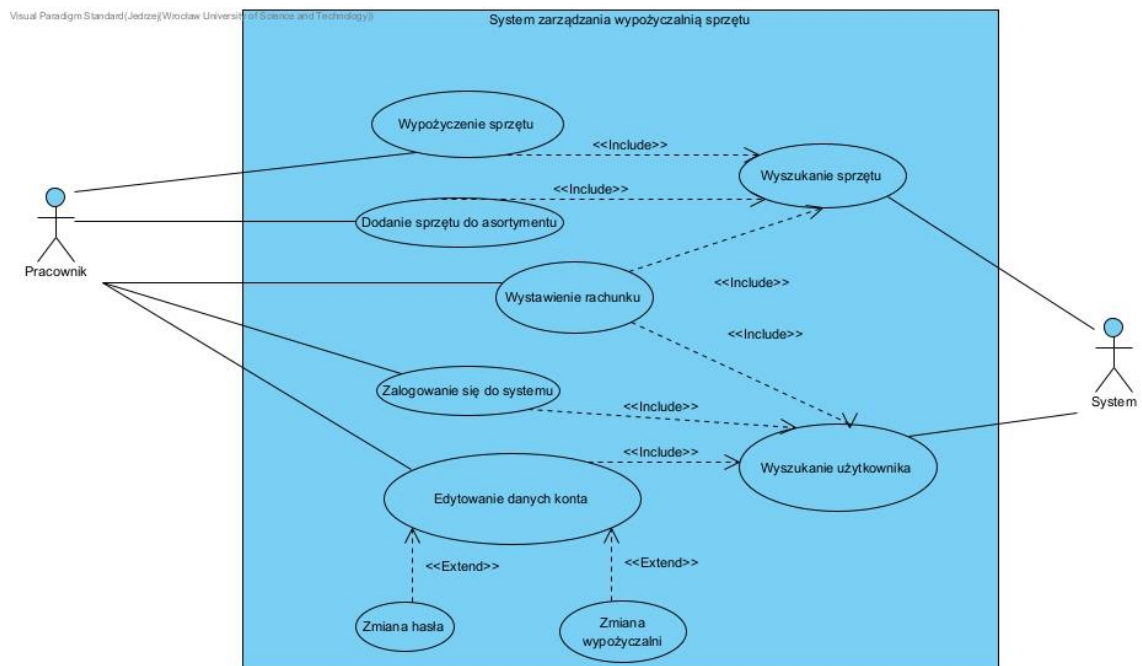 Visual Paradigm Standard(Jedrzej(Wrocław University of Science and Technology))
System zarządzania wypożyczalnią sprzętu
Wypożyczenie sprzętu
<<Include>>
Wyszukanie sprzętu
<<Include>>
Dodanie sprzętu do asortymentu
Pracownik
Wystawienie rachunku
<<Include>>
<<Include>>
System
Zalogowanie się do systemu
<<Include>>
<<Include>>
Wyszukanie użytkownika
Edytowanie danych konta
<<Extend>>
<<Extend>>
Zmiana hasła
Zmiana
wypożyczalni